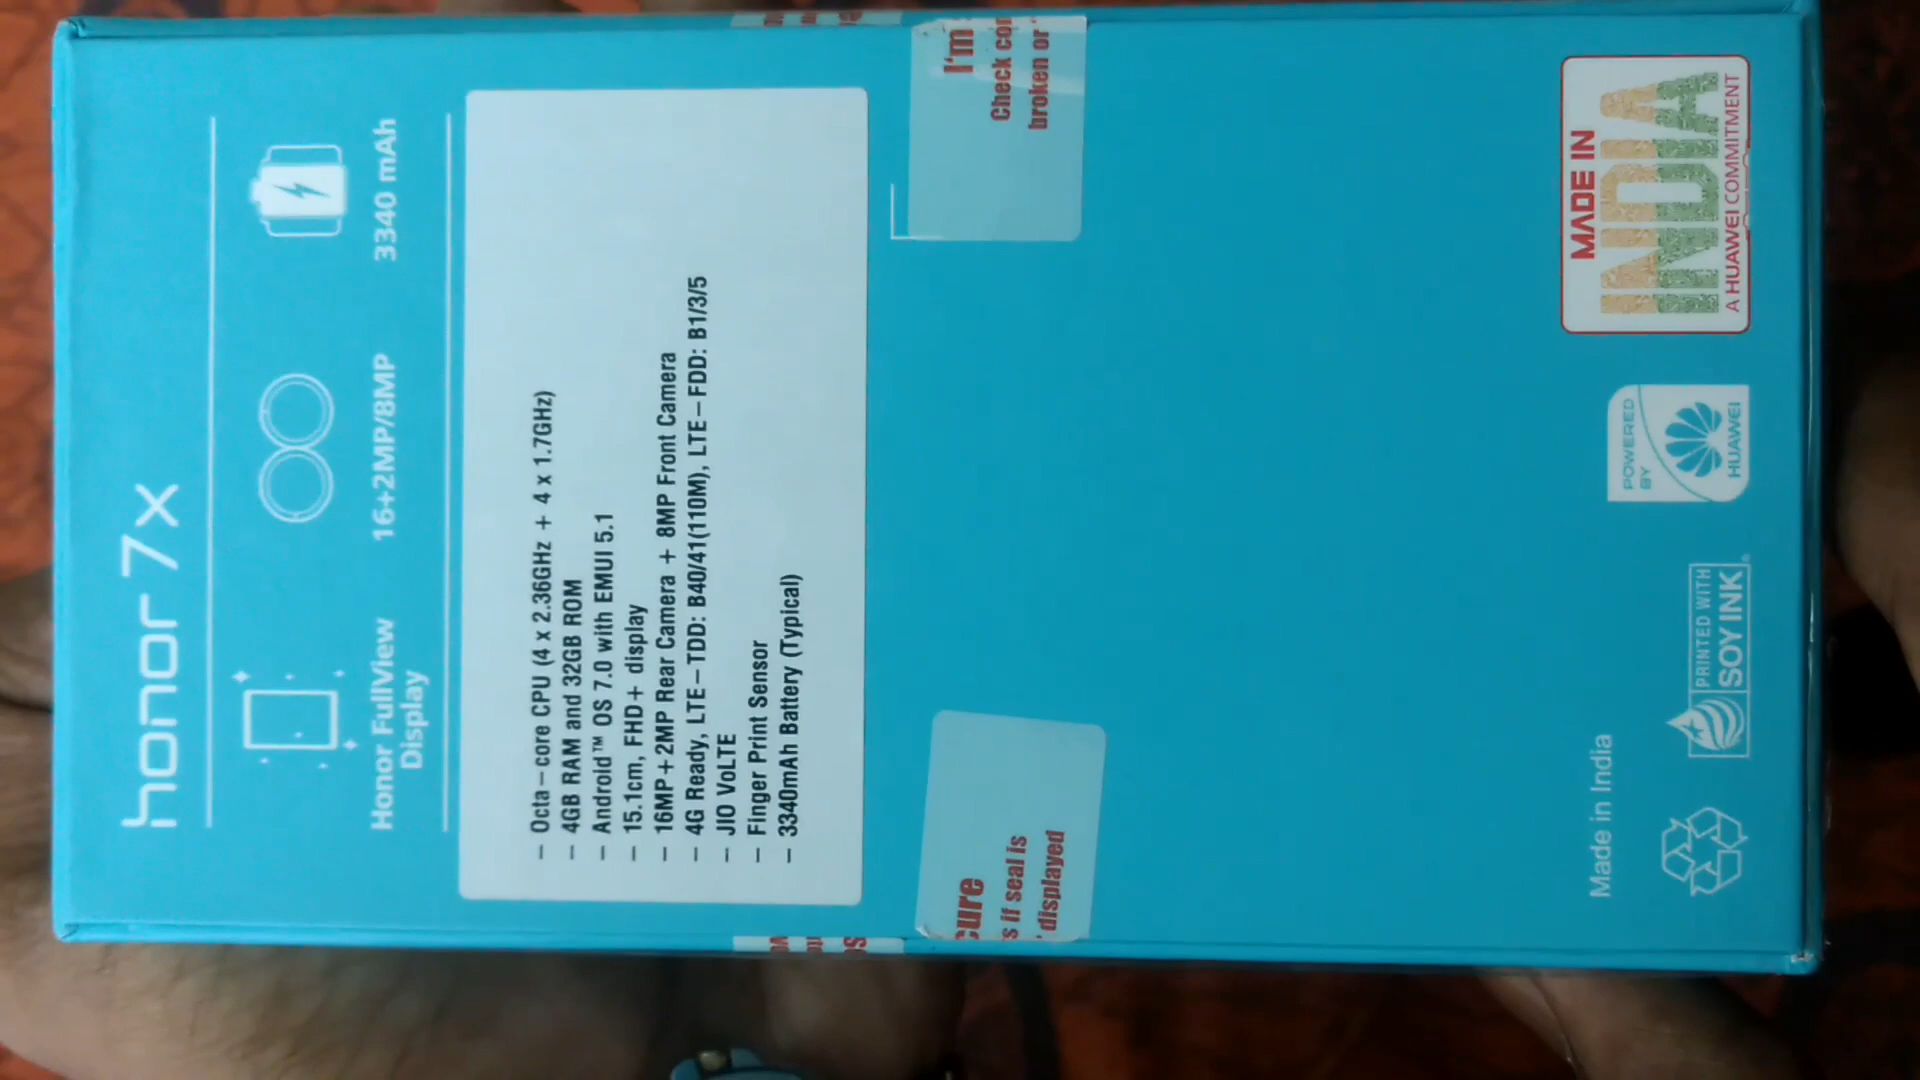 honor 7x
Honor FullView
Display
16+2MP/8MP
3340 mAh
– Octa–core CPU (4 x 2.36GHz + 4 x 1.7GHz)
– 4GB RAM and 32GB ROM
– Android™ OS 7.0 with EMUI 5.1
– 15.1cm, FHD+ display
– 16MP+2MP Rear Camera + 8MP Front Camera
– 4G Ready, LTE–TDD: B40/41(110M), LTE–FDD: B1/3/5
– JIO VoLTE
– Finger Print Sensor
– 3340mAh Battery (Typical)
cure
s if seal is
' displayed
I'm
Check co
broken or
Made in India
PRINTED WITH
SOY INK
POWERED
BY
HUAWEI
MADE IN
INDIA
A HUAWEI COMMITMENT